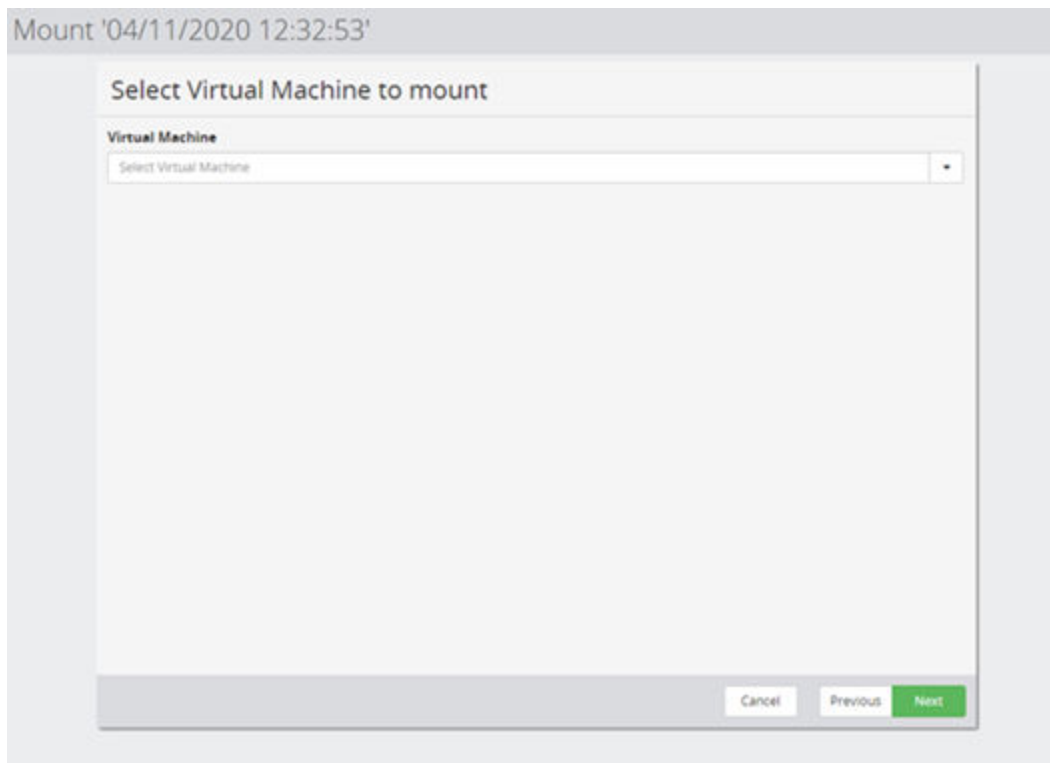 Mount '04/11/2020 12:32:53'
Select Virtual Machine to mount
Virtual Machine
Select Virtual Machine
Cancel Previous Next